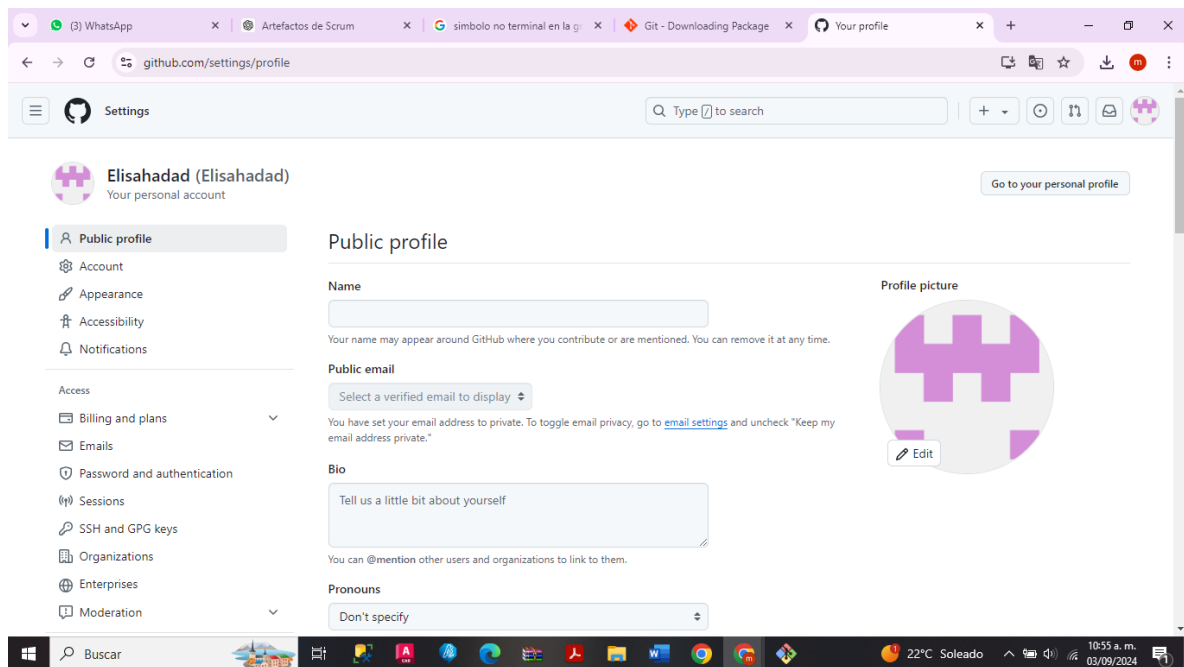 (3) WhatsApp
Artefactos de Scrum
simbolo no terminal en la gr
Git - Downloading Package
Your profile
github.com/settings/profile
m
Settings
Type / to search
Elisahadad (Elisahadad)
Your personal account
Go to your personal profile
Public profile
Account
Appearance
Accessibility
Notifications
Access
Billing and plans
Emails
Password and authentication
Sessions
SSH and GPG keys
Organizations
Enterprises
Moderation
Public profile
Name
Your name may appear around GitHub where you contribute or are mentioned. You can remove it at any time.
Public email
Select a verified email to display
You have set your email address to private. To toggle email privacy, go to email settings and uncheck "Keep my
email address private."
Bio
Tell us a little bit about yourself
You can @mention other users and organizations to link to them.
Pronouns
Don't specify
Profile picture
Edit
Buscar
22°C Soleado
10:55 a. m.
03/09/2024